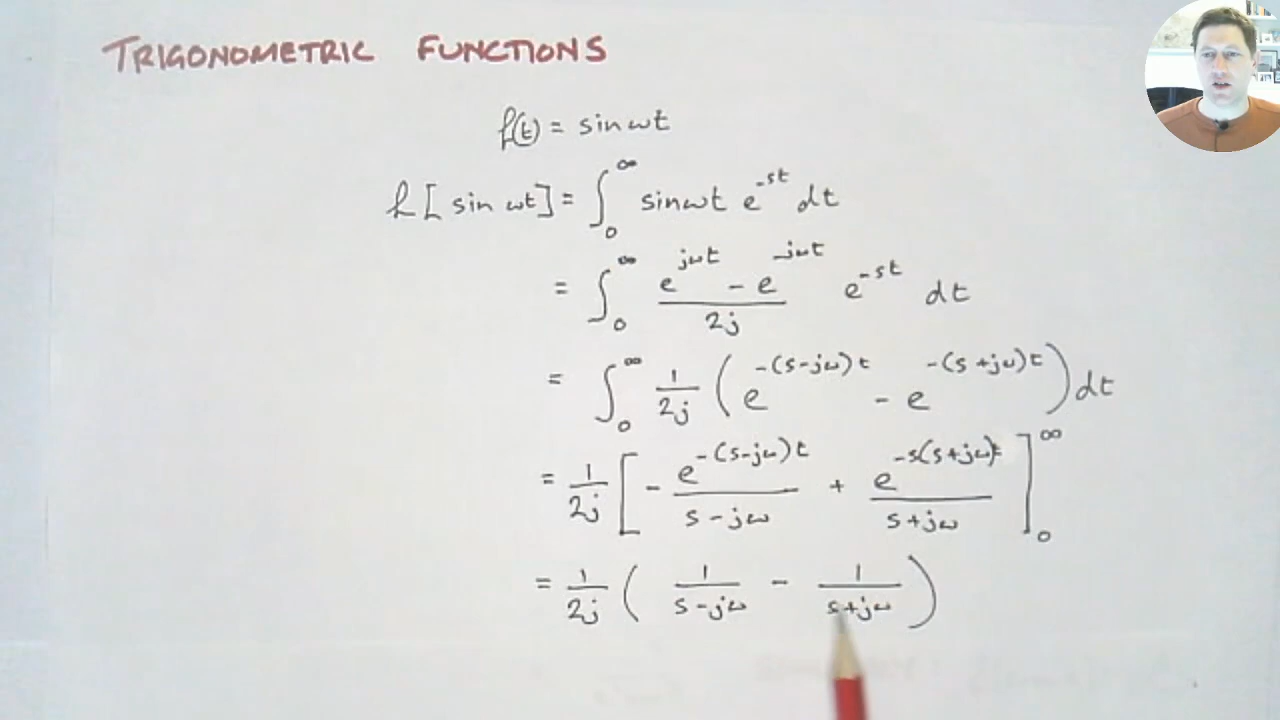 TRIGONOMETRIC FUNCTIONS
f(t) = sin ωt
ℒ[sin ωt] = ∫₀^∞ sin ωt e^{-st} dt
= ∫₀^∞ (e^{jωt} - e^{-jωt})/(2j) e^{-st} dt
= ∫₀^∞ 1/(2j) (e^{-(s-jω)t} - e^{-(s+jω)t}) dt
= 1/(2j) [ - e^{-(s-jω)t}/(s-jω) + e^{-s(s+jω)t}/(s+jω) ]₀^∞
= 1/(2j) ( 1/(s-jω) - 1/(s+jω) )